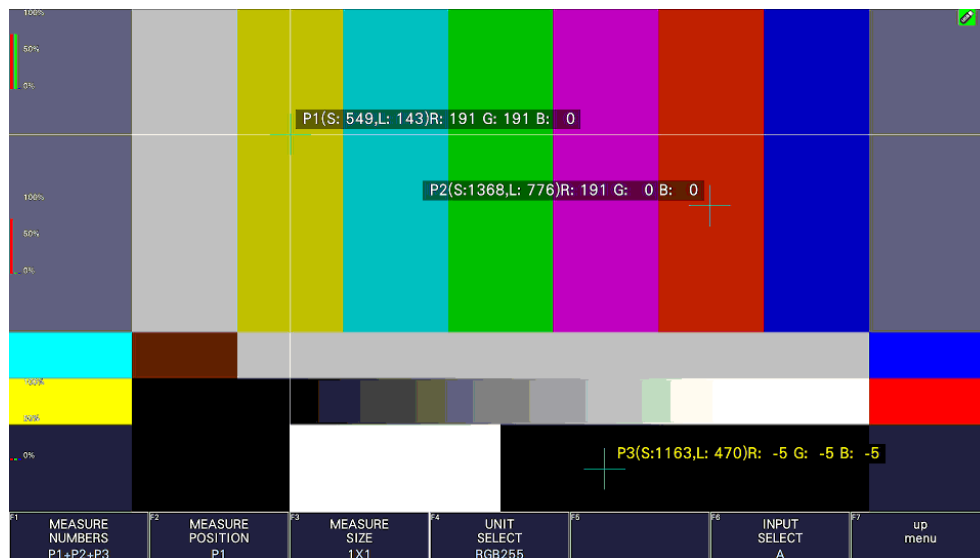 100%
50%
0%
P1(S: 549,L: 143)R: 191 G: 191 B: 0
P2(S:1368,L: 776)R: 191 G: 0 B: 0
100%
50%
0%
P3(S:1163,L: 470)R: -5 G: -5 B: -5
0%
F1 MEASURE NUMBERS P1+P2+P3
F2 MEASURE POSITION P1
F3 MEASURE SIZE 1X1
F4 UNIT SELECT RGB255
F5
F6 INPUT SELECT A
F7 up menu